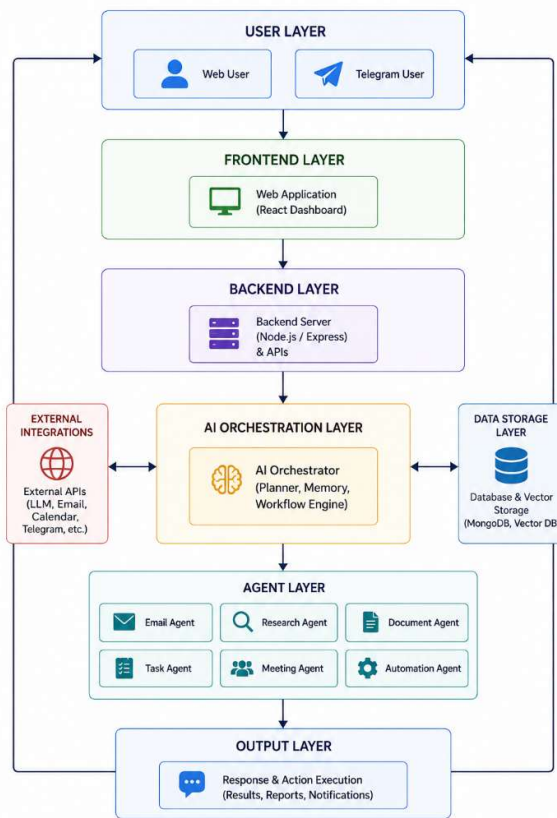 USER LAYER
Web User
Telegram User
FRONTEND LAYER
Web Application
(React Dashboard)
BACKEND LAYER
Backend Server
(Node.js / Express)
& APIs
EXTERNAL
INTEGRATIONS
External APIs
(LLM, Email,
Calendar,
Telegram, etc.)
AI ORCHESTRATION LAYER
AI Orchestrator
(Planner, Memory,
Workflow Engine)
DATA STORAGE
LAYER
Database & Vector
Storage
(MongoDB, Vector DB)
AGENT LAYER
Email Agent
Research Agent
Document Agent
Task Agent
Meeting Agent
Automation Agent
OUTPUT LAYER
Response & Action Execution
(Results, Reports, Notifications)